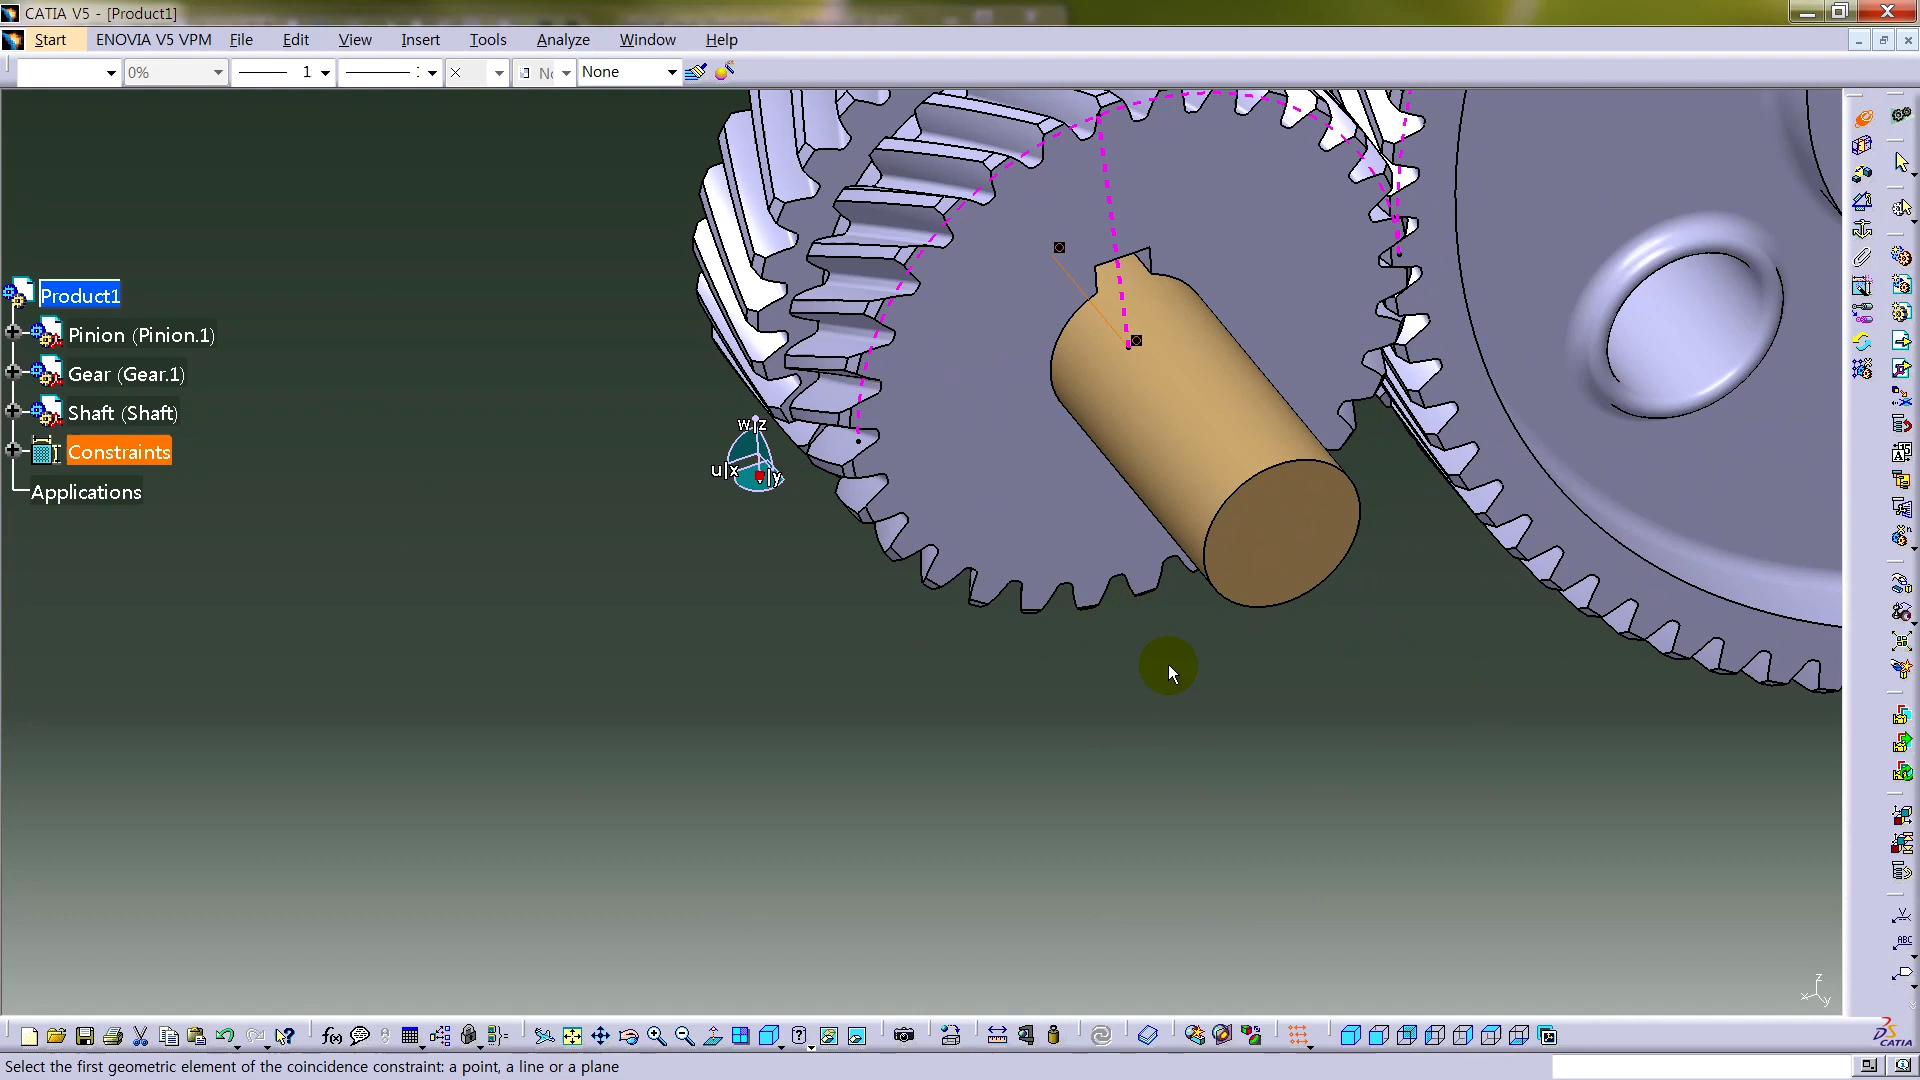 CATIA V5 - [Product1]
Start ENOVIA V5 VPM File Edit View Insert Tools Analyze Window Help
0% 1 None
Product1
Pinion (Pinion.1)
Gear (Gear.1)
Shaft (Shaft)
Constraints
Applications
w|z
u|x
|y
ABC
z
x y
CATIA
Select the first geometric element of the coincidence constraint: a point, a line or a plane